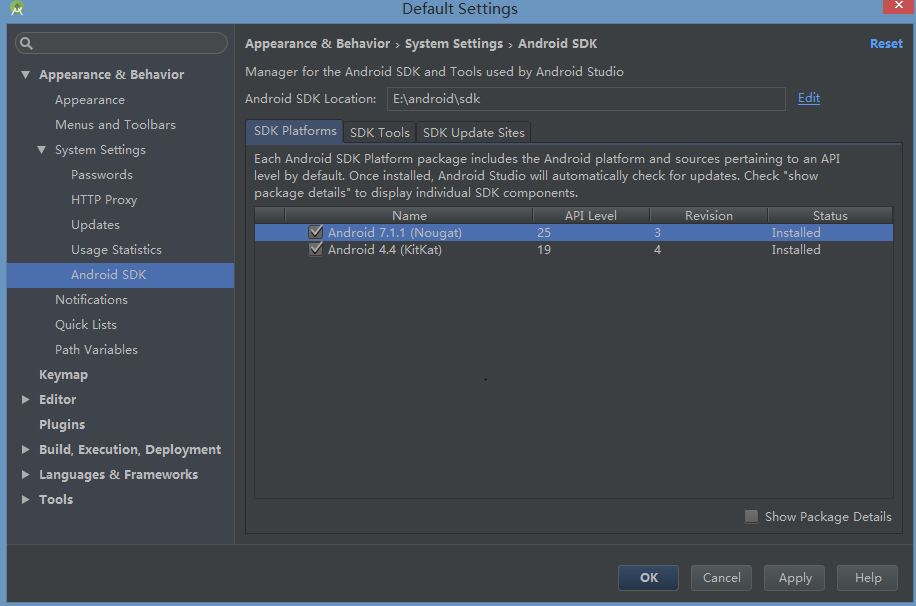 Default Settings
Appearance & Behavior
Appearance
Menus and Toolbars
System Settings
Passwords
HTTP Proxy
Updates
Usage Statistics
Android SDK
Notifications
Quick Lists
Path Variables
Keymap
Editor
Plugins
Build, Execution, Deployment
Languages & Frameworks
Tools
Appearance & Behavior › System Settings › Android SDK
Reset
Manager for the Android SDK and Tools used by Android Studio
Android SDK Location: E:\android\sdk Edit
SDK Platforms SDK Tools SDK Update Sites
Each Android SDK Platform package includes the Android platform and sources pertaining to an API
level by default. Once installed, Android Studio will automatically check for updates. Check "show
package details" to display individual SDK components.
Name API Level Revision Status
Android 7.1.1 (Nougat) 25 3 Installed
Android 4.4 (KitKat) 19 4 Installed
Show Package Details
OK Cancel Apply Help